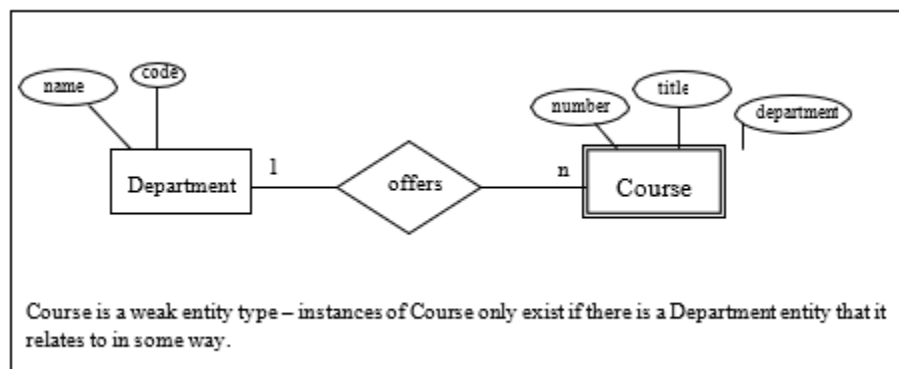 name
code
number
title
department
Department
1
offers
n
Course
Course is a weak entity type – instances of Course only exist if there is a Department entity that it
relates to in some way.